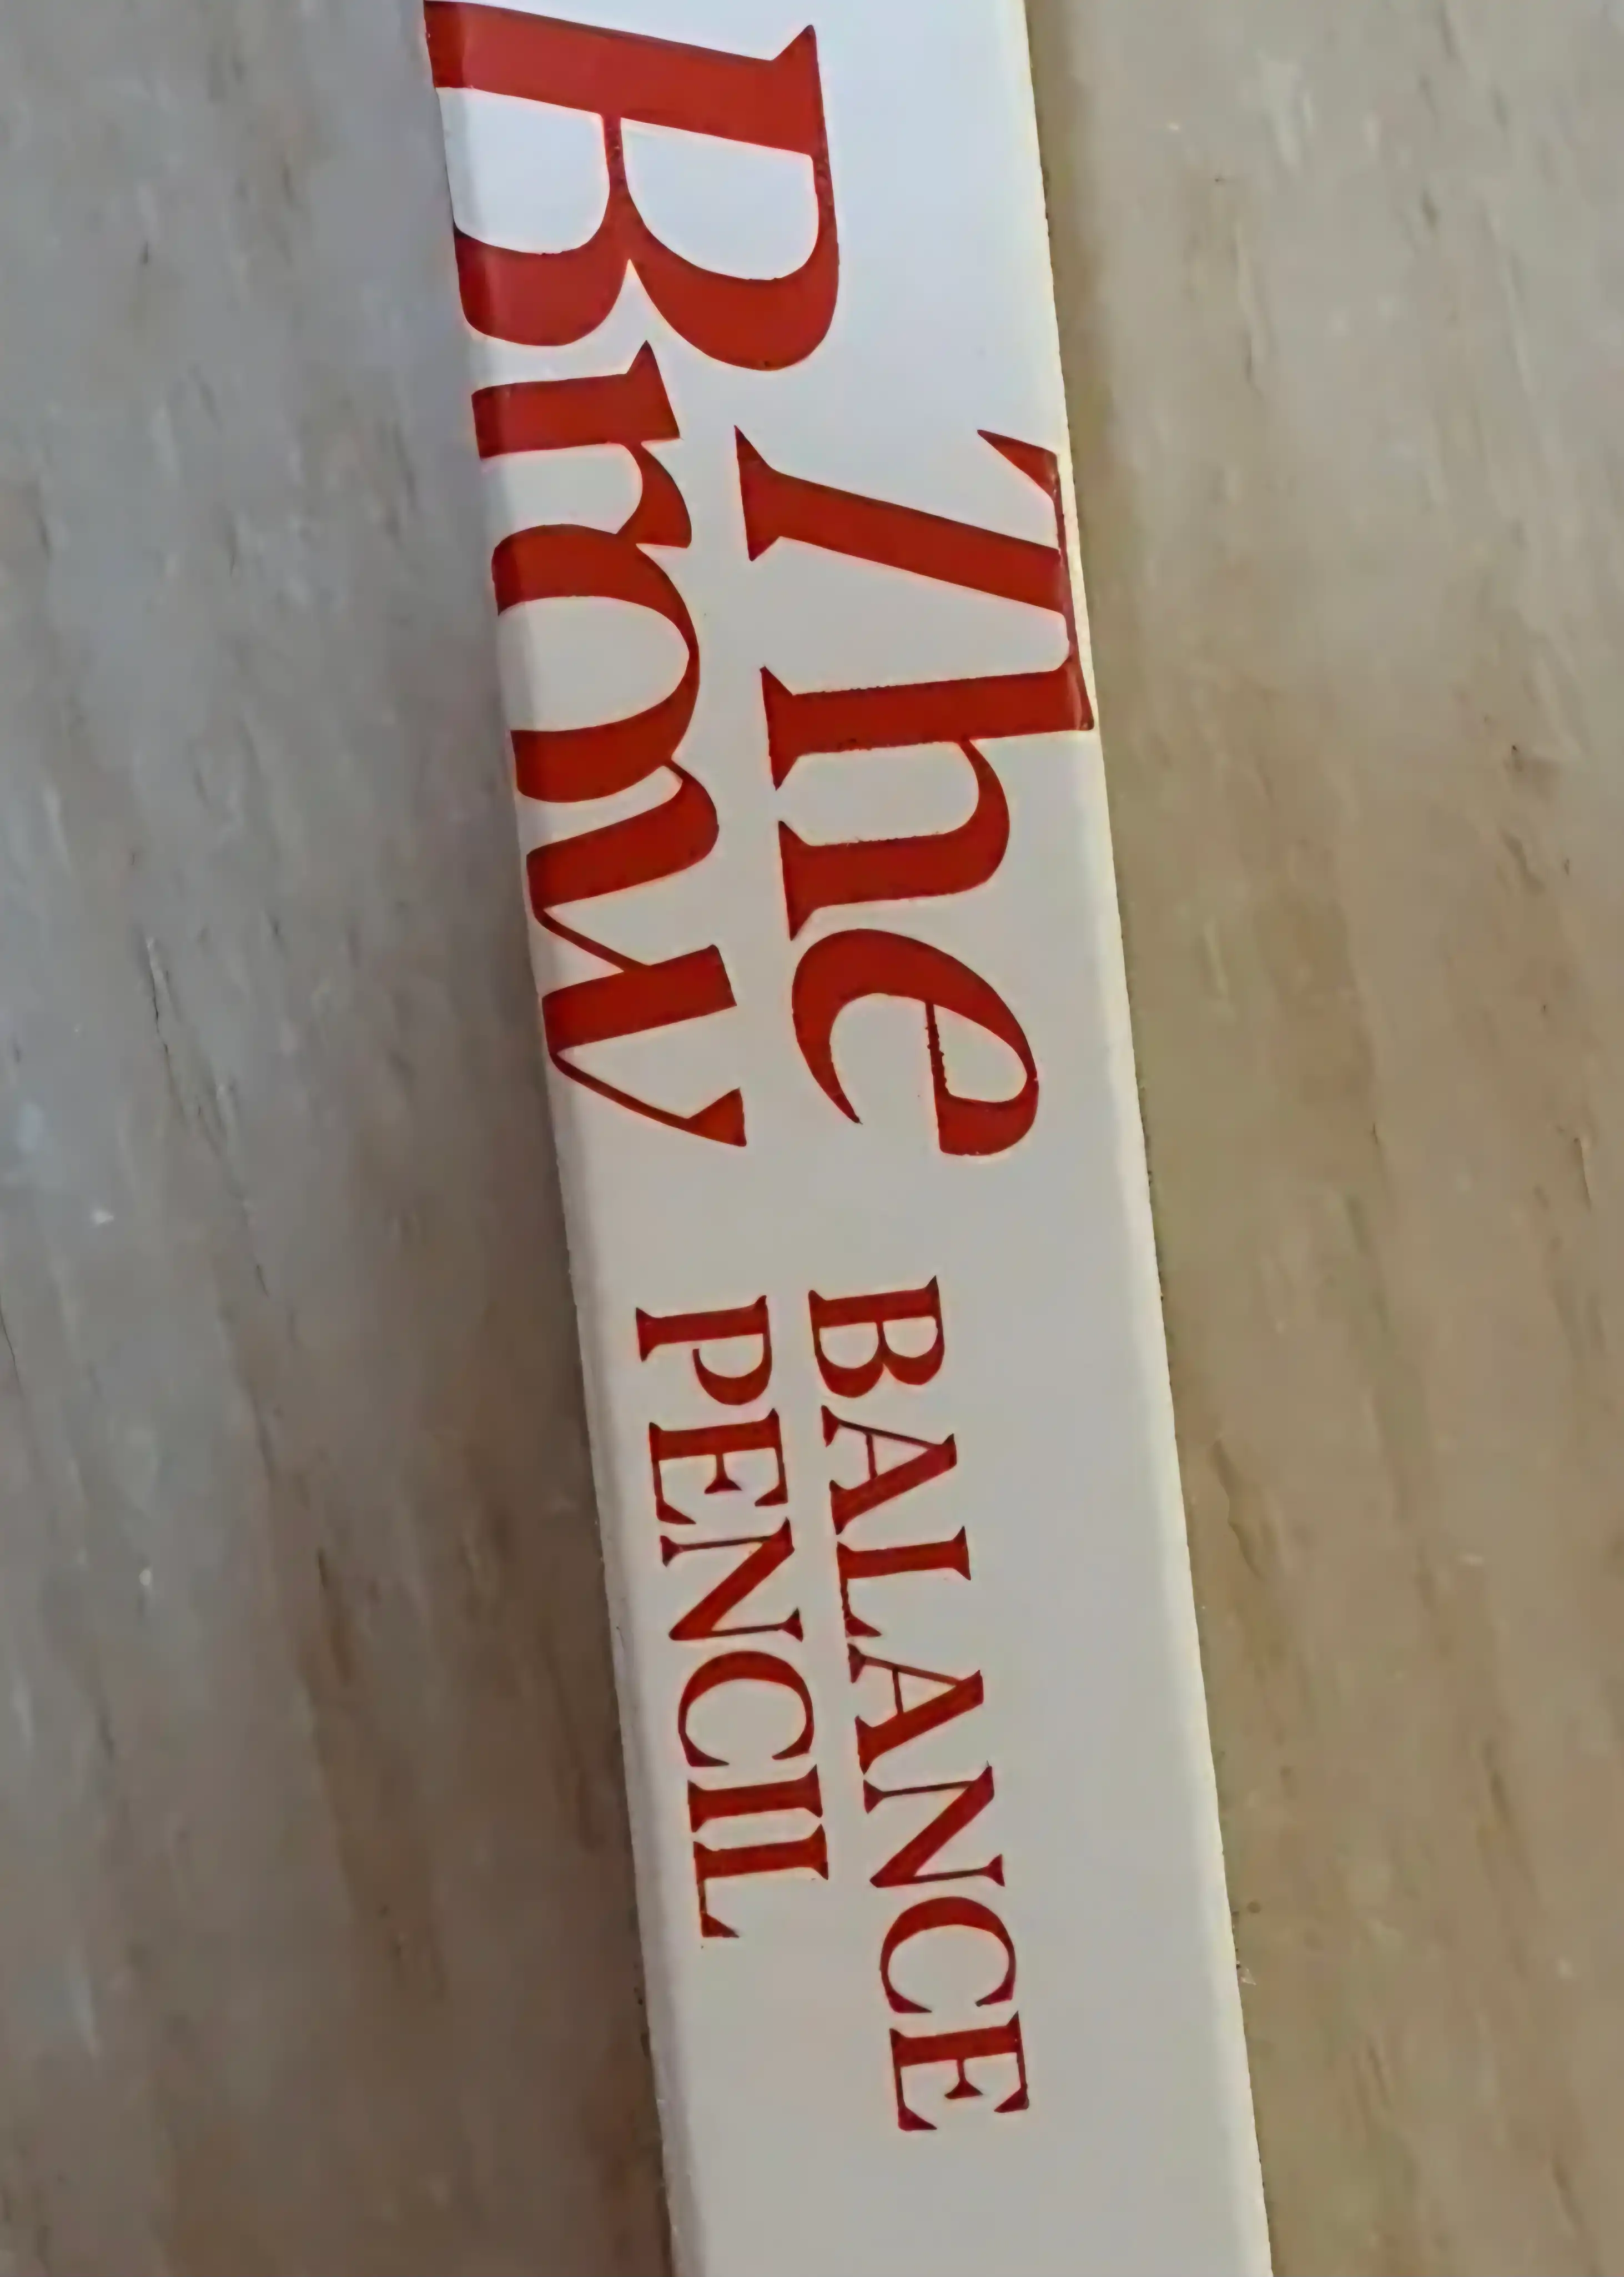 The
Brow
BALANCE
PENCIL